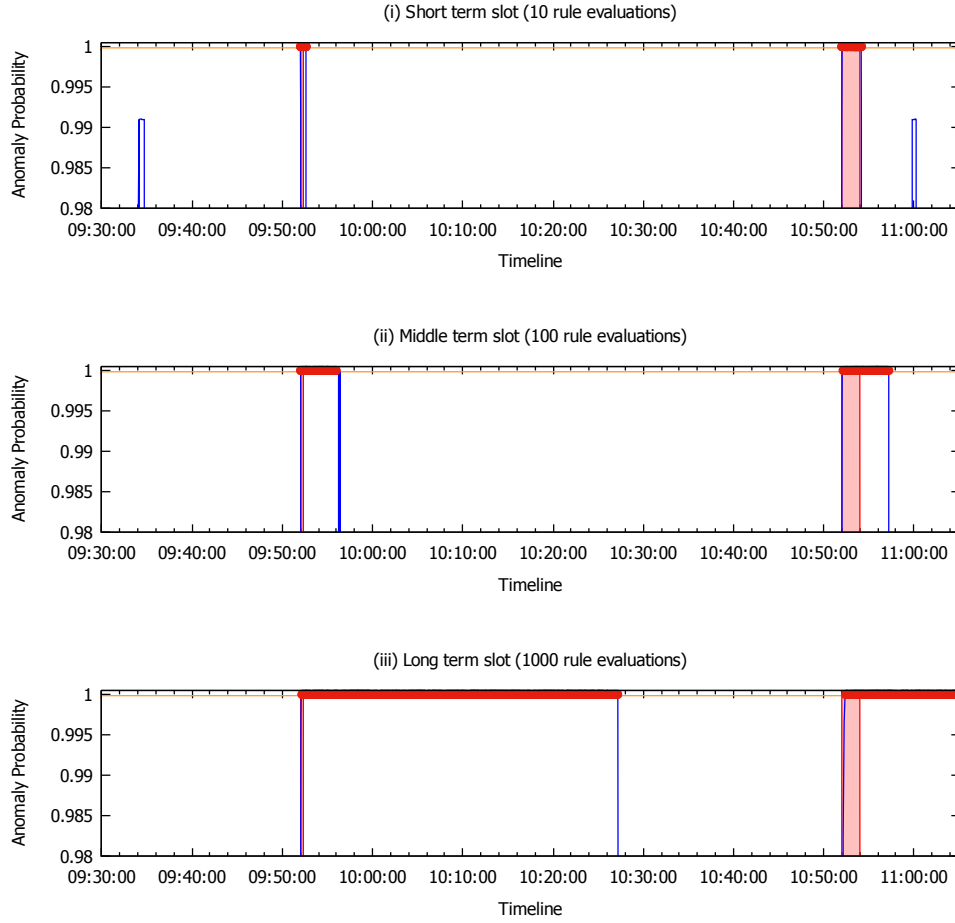 (i) Short term slot (10 rule evaluations)
1
0.995
0.99
0.985
0.98
Anomaly Probability
09:30:00 09:40:00 09:50:00 10:00:00 10:10:00 10:20:00 10:30:00 10:40:00 10:50:00 11:00:00
Timeline
(ii) Middle term slot (100 rule evaluations)
1
0.995
0.99
0.985
0.98
Anomaly Probability
09:30:00 09:40:00 09:50:00 10:00:00 10:10:00 10:20:00 10:30:00 10:40:00 10:50:00 11:00:00
Timeline
(iii) Long term slot (1000 rule evaluations)
1
0.995
0.99
0.985
0.98
Anomaly Probability
09:30:00 09:40:00 09:50:00 10:00:00 10:10:00 10:20:00 10:30:00 10:40:00 10:50:00 11:00:00
Timeline